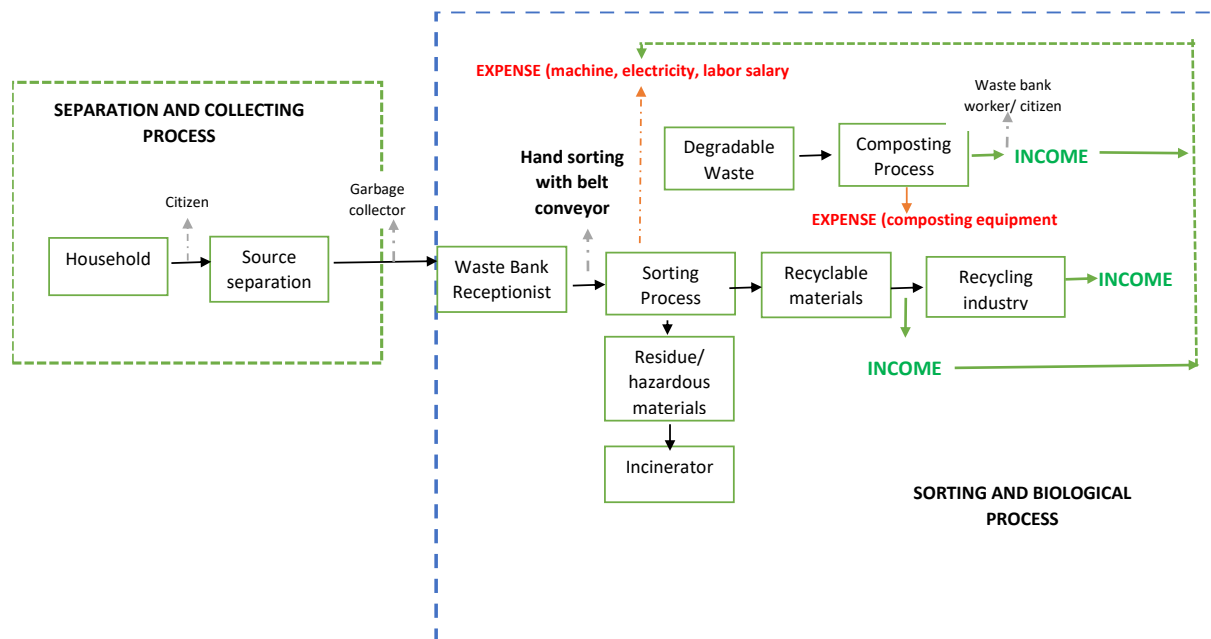 EXPENSE (machine, electricity, labor salary
SEPARATION AND COLLECTING
PROCESS
Waste bank
worker/ citizen
Hand sorting
with belt
conveyor
Degradable
Waste
Composting
Process
INCOME
Citizen
Garbage
collector
EXPENSE (composting equipment
Household
Source
separation
Waste Bank
Receptionist
Sorting
Process
Recyclable
materials
Recycling
industry
INCOME
Residue/
hazardous
materials
INCOME
Incinerator
SORTING AND BIOLOGICAL
PROCESS